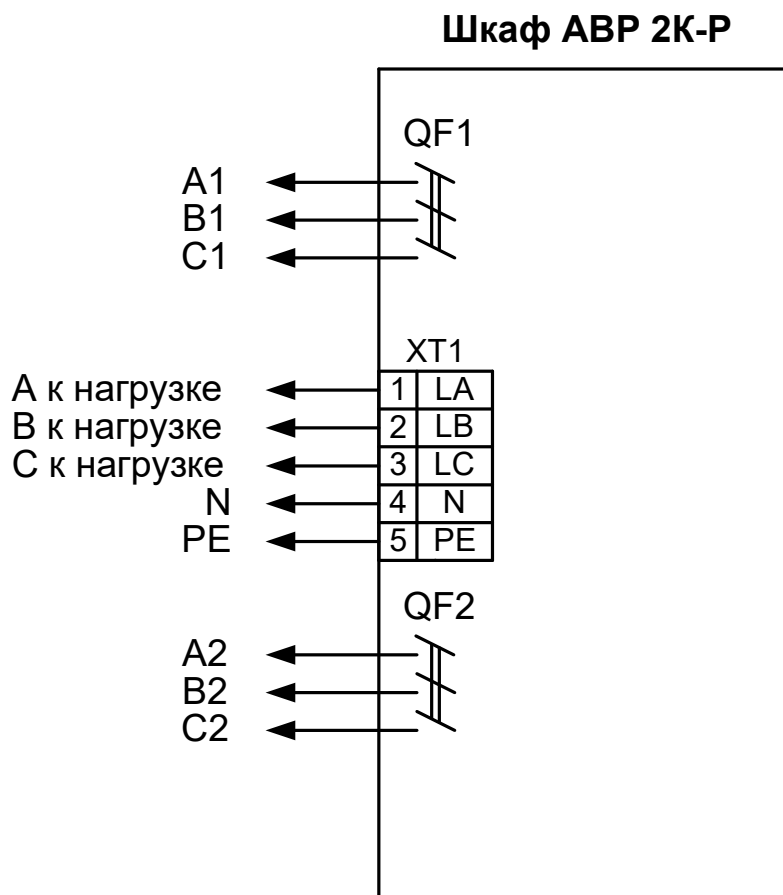 Шкаф АВР 2К-Р
QF1
A1
B1
C1
XT1
А к нагрузке 1 LA
В к нагрузке 2 LB
С к нагрузке 3 LC
N 4 N
PE 5 PE
QF2
A2
B2
C2